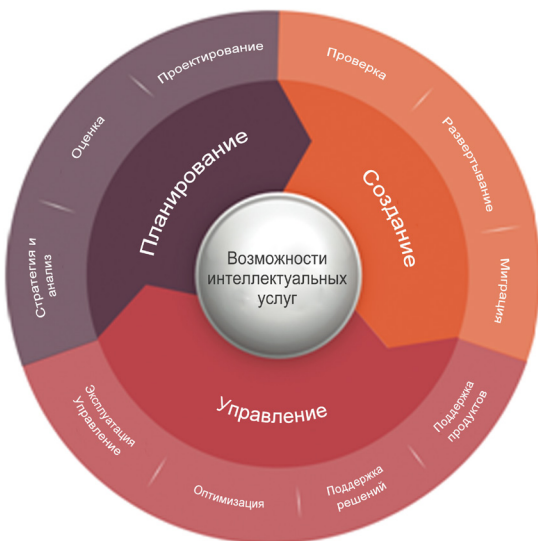 Проектирование
Оценка
Стратегия и
анализ
Планирование
Проверка
Развертывание
Миграция
Создание
Возможности
интеллектуальных
услуг
Управление
Поддержка
продуктов
Поддержка
решений
Оптимизация
Эксплуатация
Управление